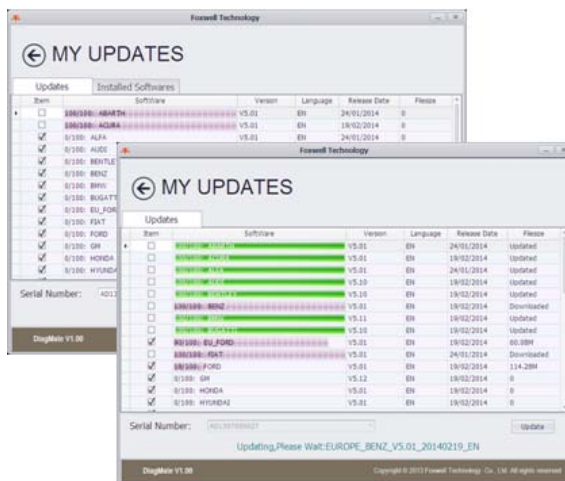 Foxwell Technology
MY UPDATES
Updates Installed Softwares
Item Software Version Language Release Date Filesize
100/100: ABARTH V5.01 EN 24/01/2014 0
100/100: ACURA V5.01 EN 19/02/2014 0
0/100: ALFA V5.01 EN 24/01/2014 0
0/100: AUDI
0/100: BENTLE
0/100: BENZ
0/100: BMW
0/100: BUGATT
0/100: EU_FOR
0/100: FIAT
0/100: FORD
0/100: GM
0/100: HONDA
0/100: HYUNDA
Serial Number:
DiagMate V1.00
Foxwell Technology
MY UPDATES
Updates
Item Software Version Language Release Date Filesize
ABARTH V5.01 EN 24/01/2014 Updated
ACURA V5.01 EN 19/02/2014 Updated
ALFA V5.01 EN 24/01/2014 Updated
AUDI V5.10 EN 19/02/2014 Updated
BENTLEY V5.10 EN 19/02/2014 Updated
100/100: BENZ V5.01 EN 19/02/2014 Downloaded
BMW V5.11 EN 19/02/2014 Updated
BUGATTI V5.10 EN 19/02/2014 Updated
90/100: EU_FORD V5.01 EN 19/02/2014 60.08M
100/100: FIAT V5.01 EN 24/01/2014 Downloaded
19/100: FORD V5.01 EN 19/02/2014 114.28M
0/100: GM V5.12 EN 19/02/2014 0
0/100: HONDA V5.01 EN 19/02/2014 0
0/100: HYUNDAI V5.01 EN 19/02/2014 0
Serial Number: Update
Updating,Please Wait:EUROPE_BENZ_V5.01_20140219_EN
DiagMate V1.00 Copyright © 2013 Foxwell Technology Co., Ltd. All rights reserved